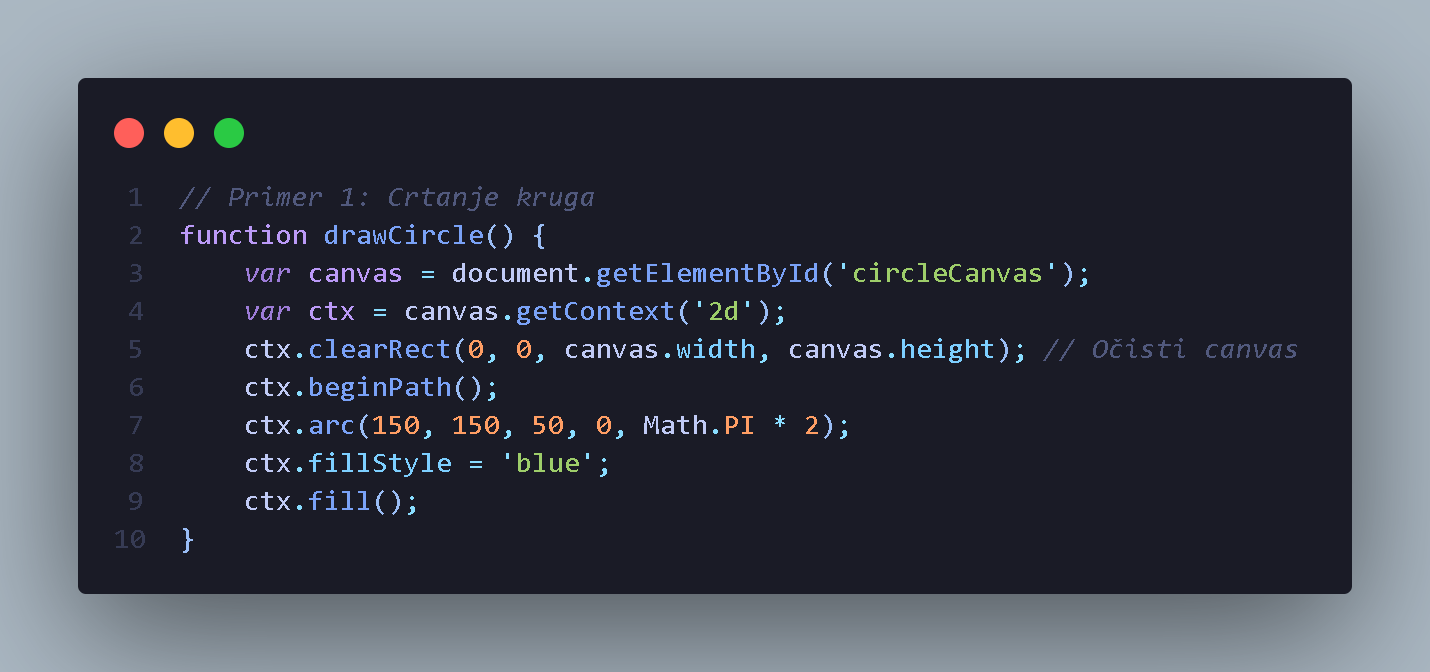 1 // Primer 1: Crtanje kruga
2 function drawCircle() {
3     var canvas = document.getElementById('circleCanvas');
4     var ctx = canvas.getContext('2d');
5     ctx.clearRect(0, 0, canvas.width, canvas.height); // Očisti canvas
6     ctx.beginPath();
7     ctx.arc(150, 150, 50, 0, Math.PI * 2);
8     ctx.fillStyle = 'blue';
9     ctx.fill();
10 }